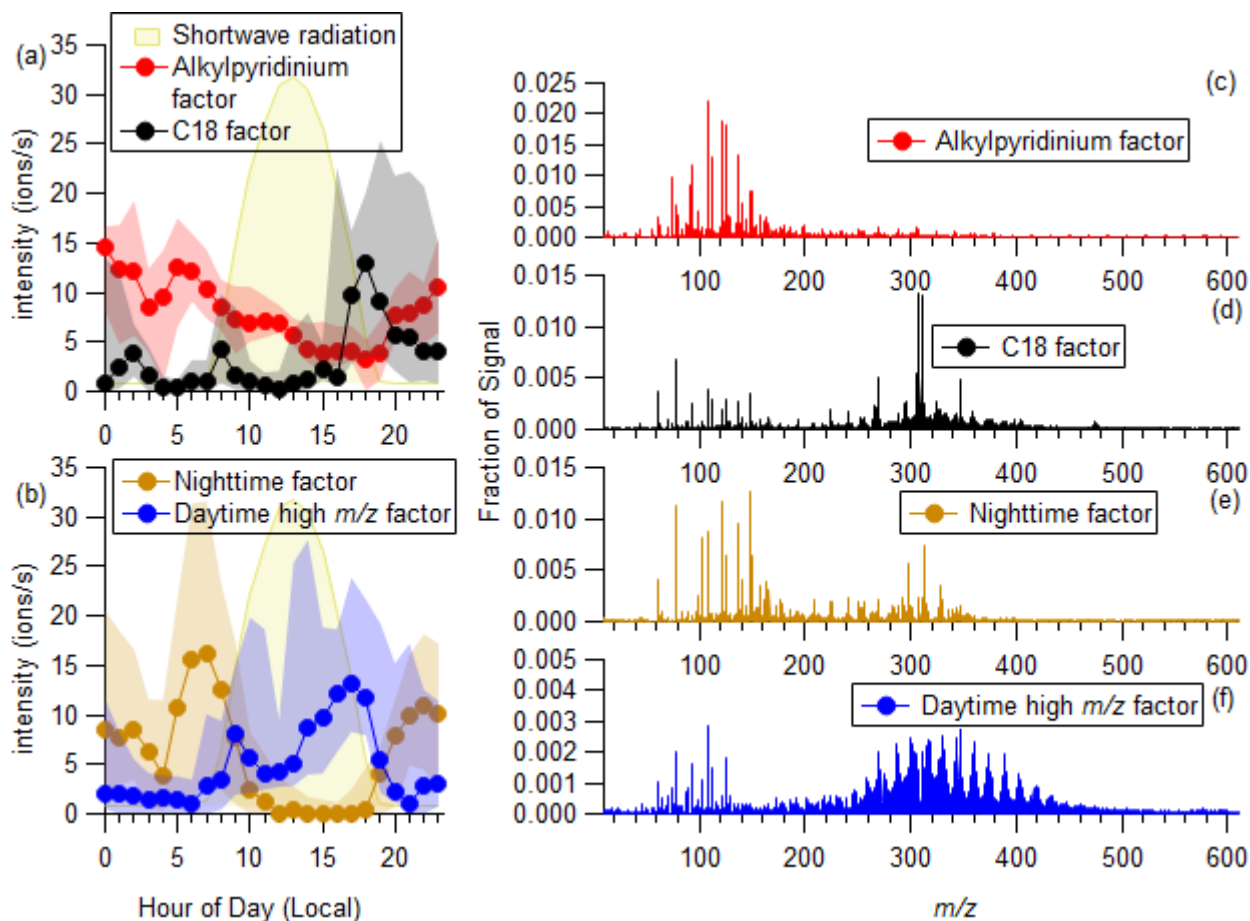 (a)
Shortwave radiation
Alkylpyridinium
factor
C18 factor
intensity (ions/s)
35
30
25
20
15
10
5
0
0 5 10 15 20
(b)
Nighttime factor
Daytime high m/z factor
intensity (ions/s)
35
30
25
20
15
10
5
0
0 5 10 15 20
Hour of Day (Local)
Fraction of Signal
(c)
Alkylpyridinium factor
0.025
0.020
0.015
0.010
0.005
0.000
100 200 300 400 500 600
(d)
C18 factor
0.015
0.010
0.005
0.000
100 200 300 400 500 600
(e)
Nighttime factor
0.015
0.010
0.005
0.000
100 200 300 400 500 600
(f)
Daytime high m/z factor
0.005
0.004
0.003
0.002
0.001
0.000
100 200 300 400 500 600
m/z